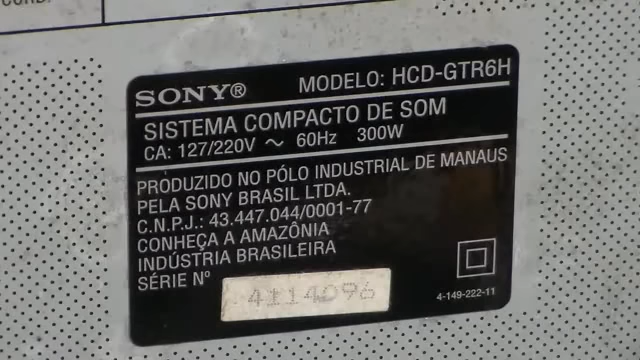 SONY® MODELO: HCD-GTR6H
SISTEMA COMPACTO DE SOM
CA: 127/220V ~ 60Hz 300W
PRODUZIDO NO PÓLO INDUSTRIAL DE MANAUS
PELA SONY BRASIL LTDA.
C.N.P.J.: 43.447.044/0001-77
CONHEÇA A AMAZÔNIA
INDÚSTRIA BRASILEIRA
SÉRIE Nº 4114096
4-149-222-11